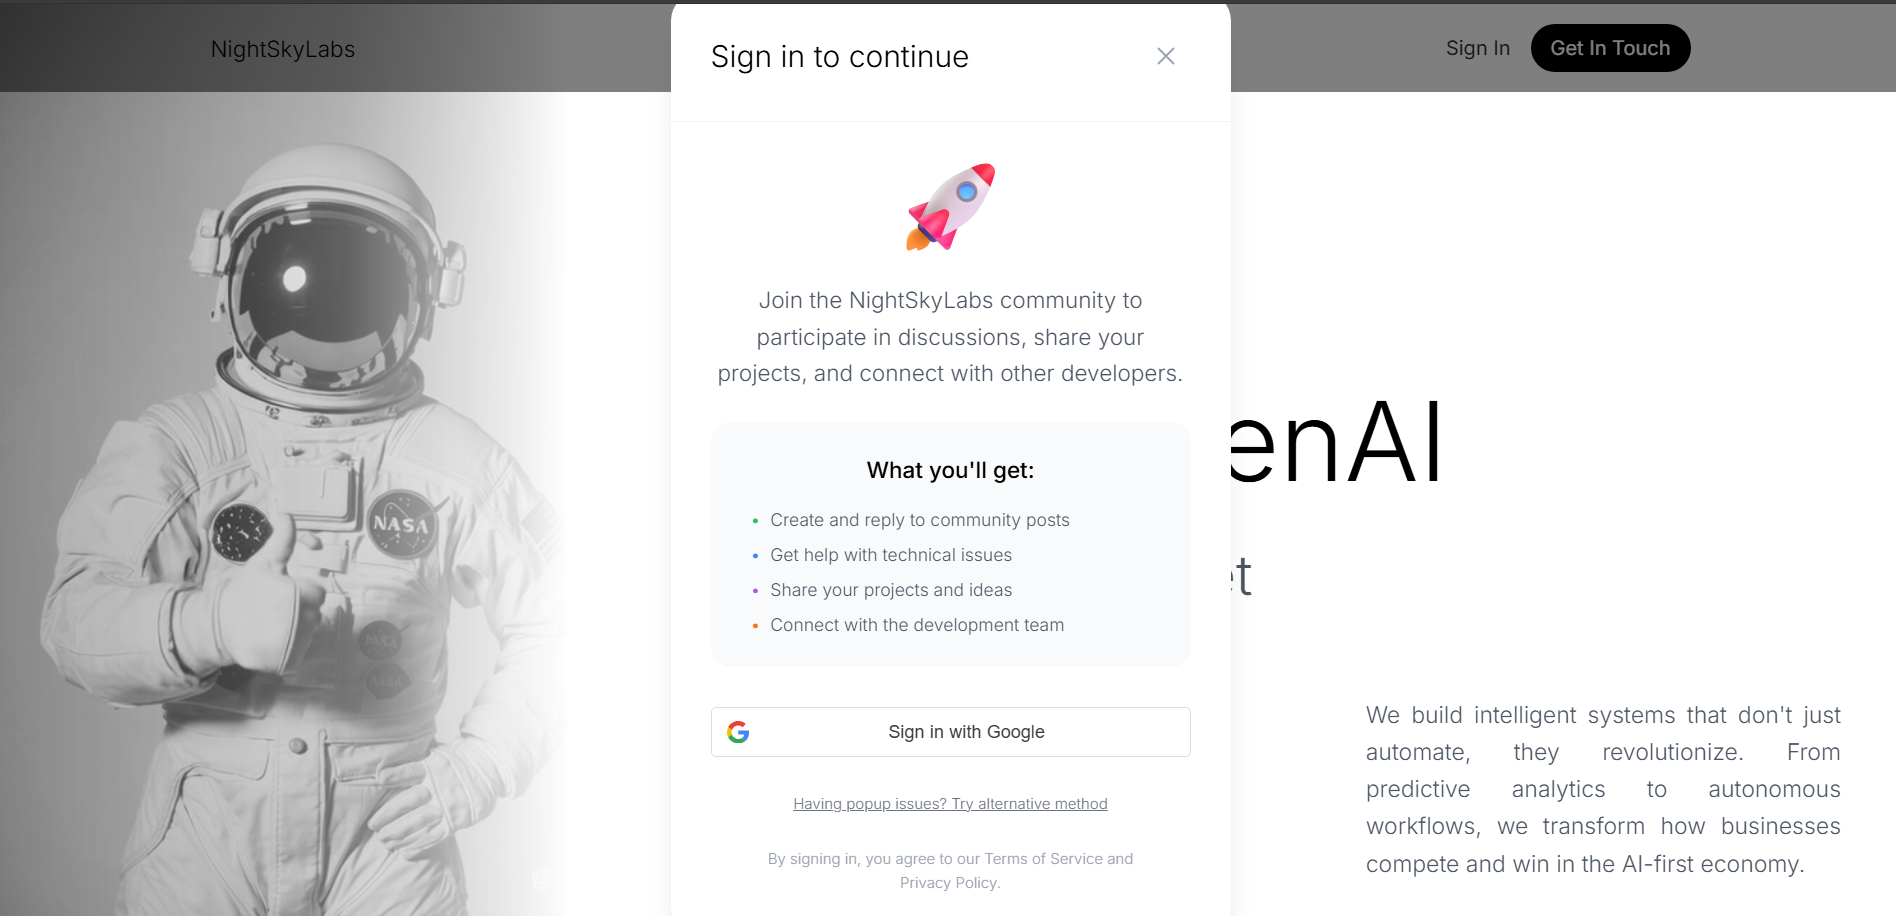 NightSkyLabs
Sign In
Get In Touch
Sign in to continue
Join the NightSkyLabs community to
participate in discussions, share your
projects, and connect with other developers.
What you'll get:
• Create and reply to community posts
• Get help with technical issues
• Share your projects and ideas
• Connect with the development team
Sign in with Google
Having popup issues? Try alternative method
By signing in, you agree to our Terms of Service and
Privacy Policy.
enAI
et
We build intelligent systems that don't just
automate, they revolutionize. From
predictive analytics to autonomous
workflows, we transform how businesses
compete and win in the AI-first economy.
NASA
NASA
NASA